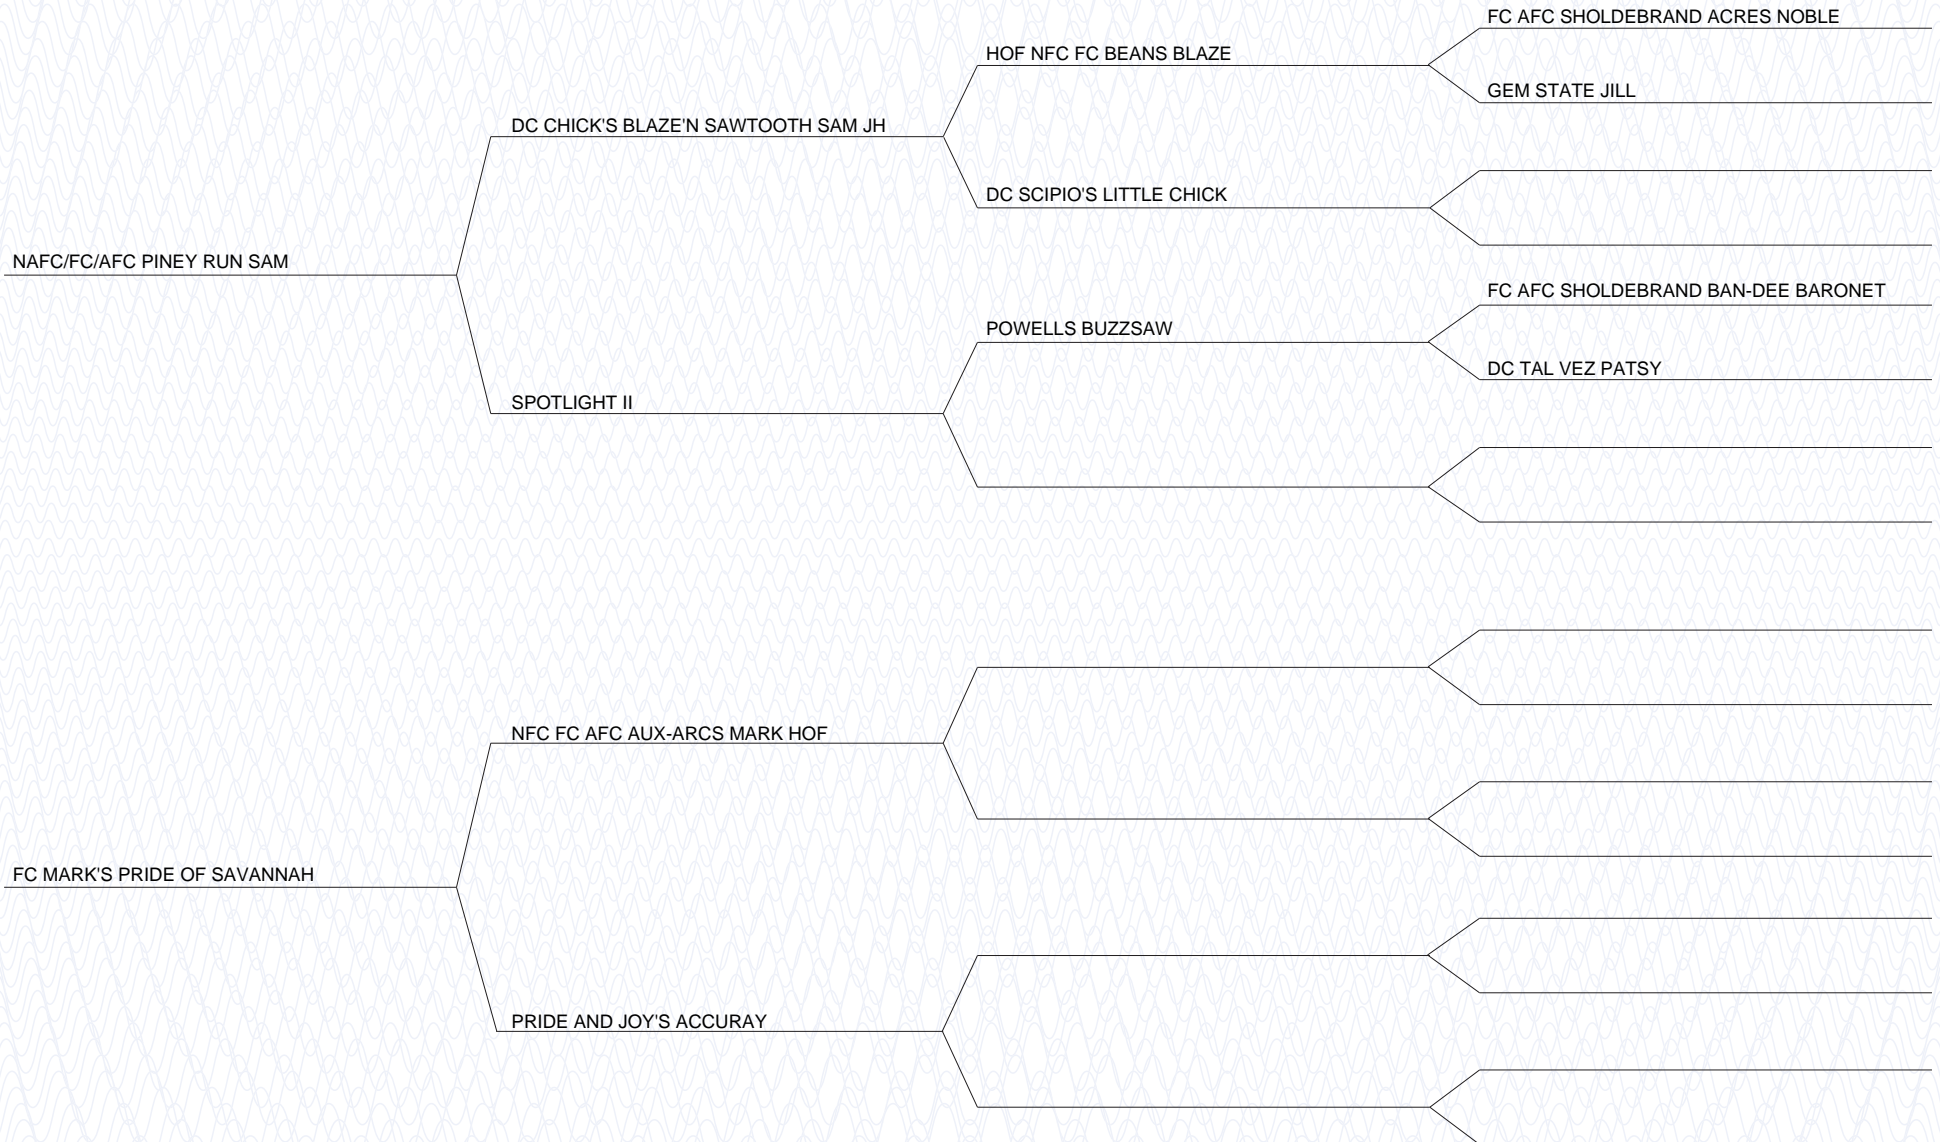 FC AFC SHOLDEBRAND ACRES NOBLE
HOF NFC FC BEANS BLAZE
GEM STATE JILL
DC CHICK'S BLAZE'N SAWTOOTH SAM JH
DC SCIPIO'S LITTLE CHICK
NAFC/FC/AFC PINEY RUN SAM
FC AFC SHOLDEBRAND BAN-DEE BARONET
POWELLS BUZZSAW
DC TAL VEZ PATSY
SPOTLIGHT II
NFC FC AFC AUX-ARCS MARK HOF
FC MARK'S PRIDE OF SAVANNAH
PRIDE AND JOY'S ACCURAY